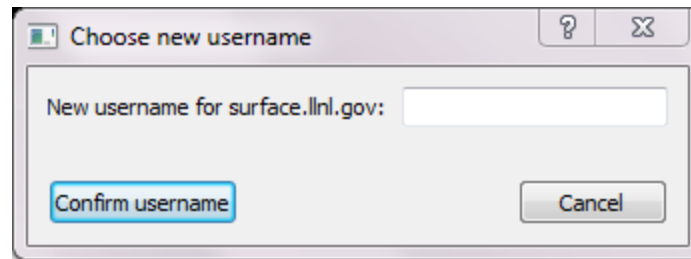 Choose new username
New username for surface.llnl.gov:
Confirm username
Cancel